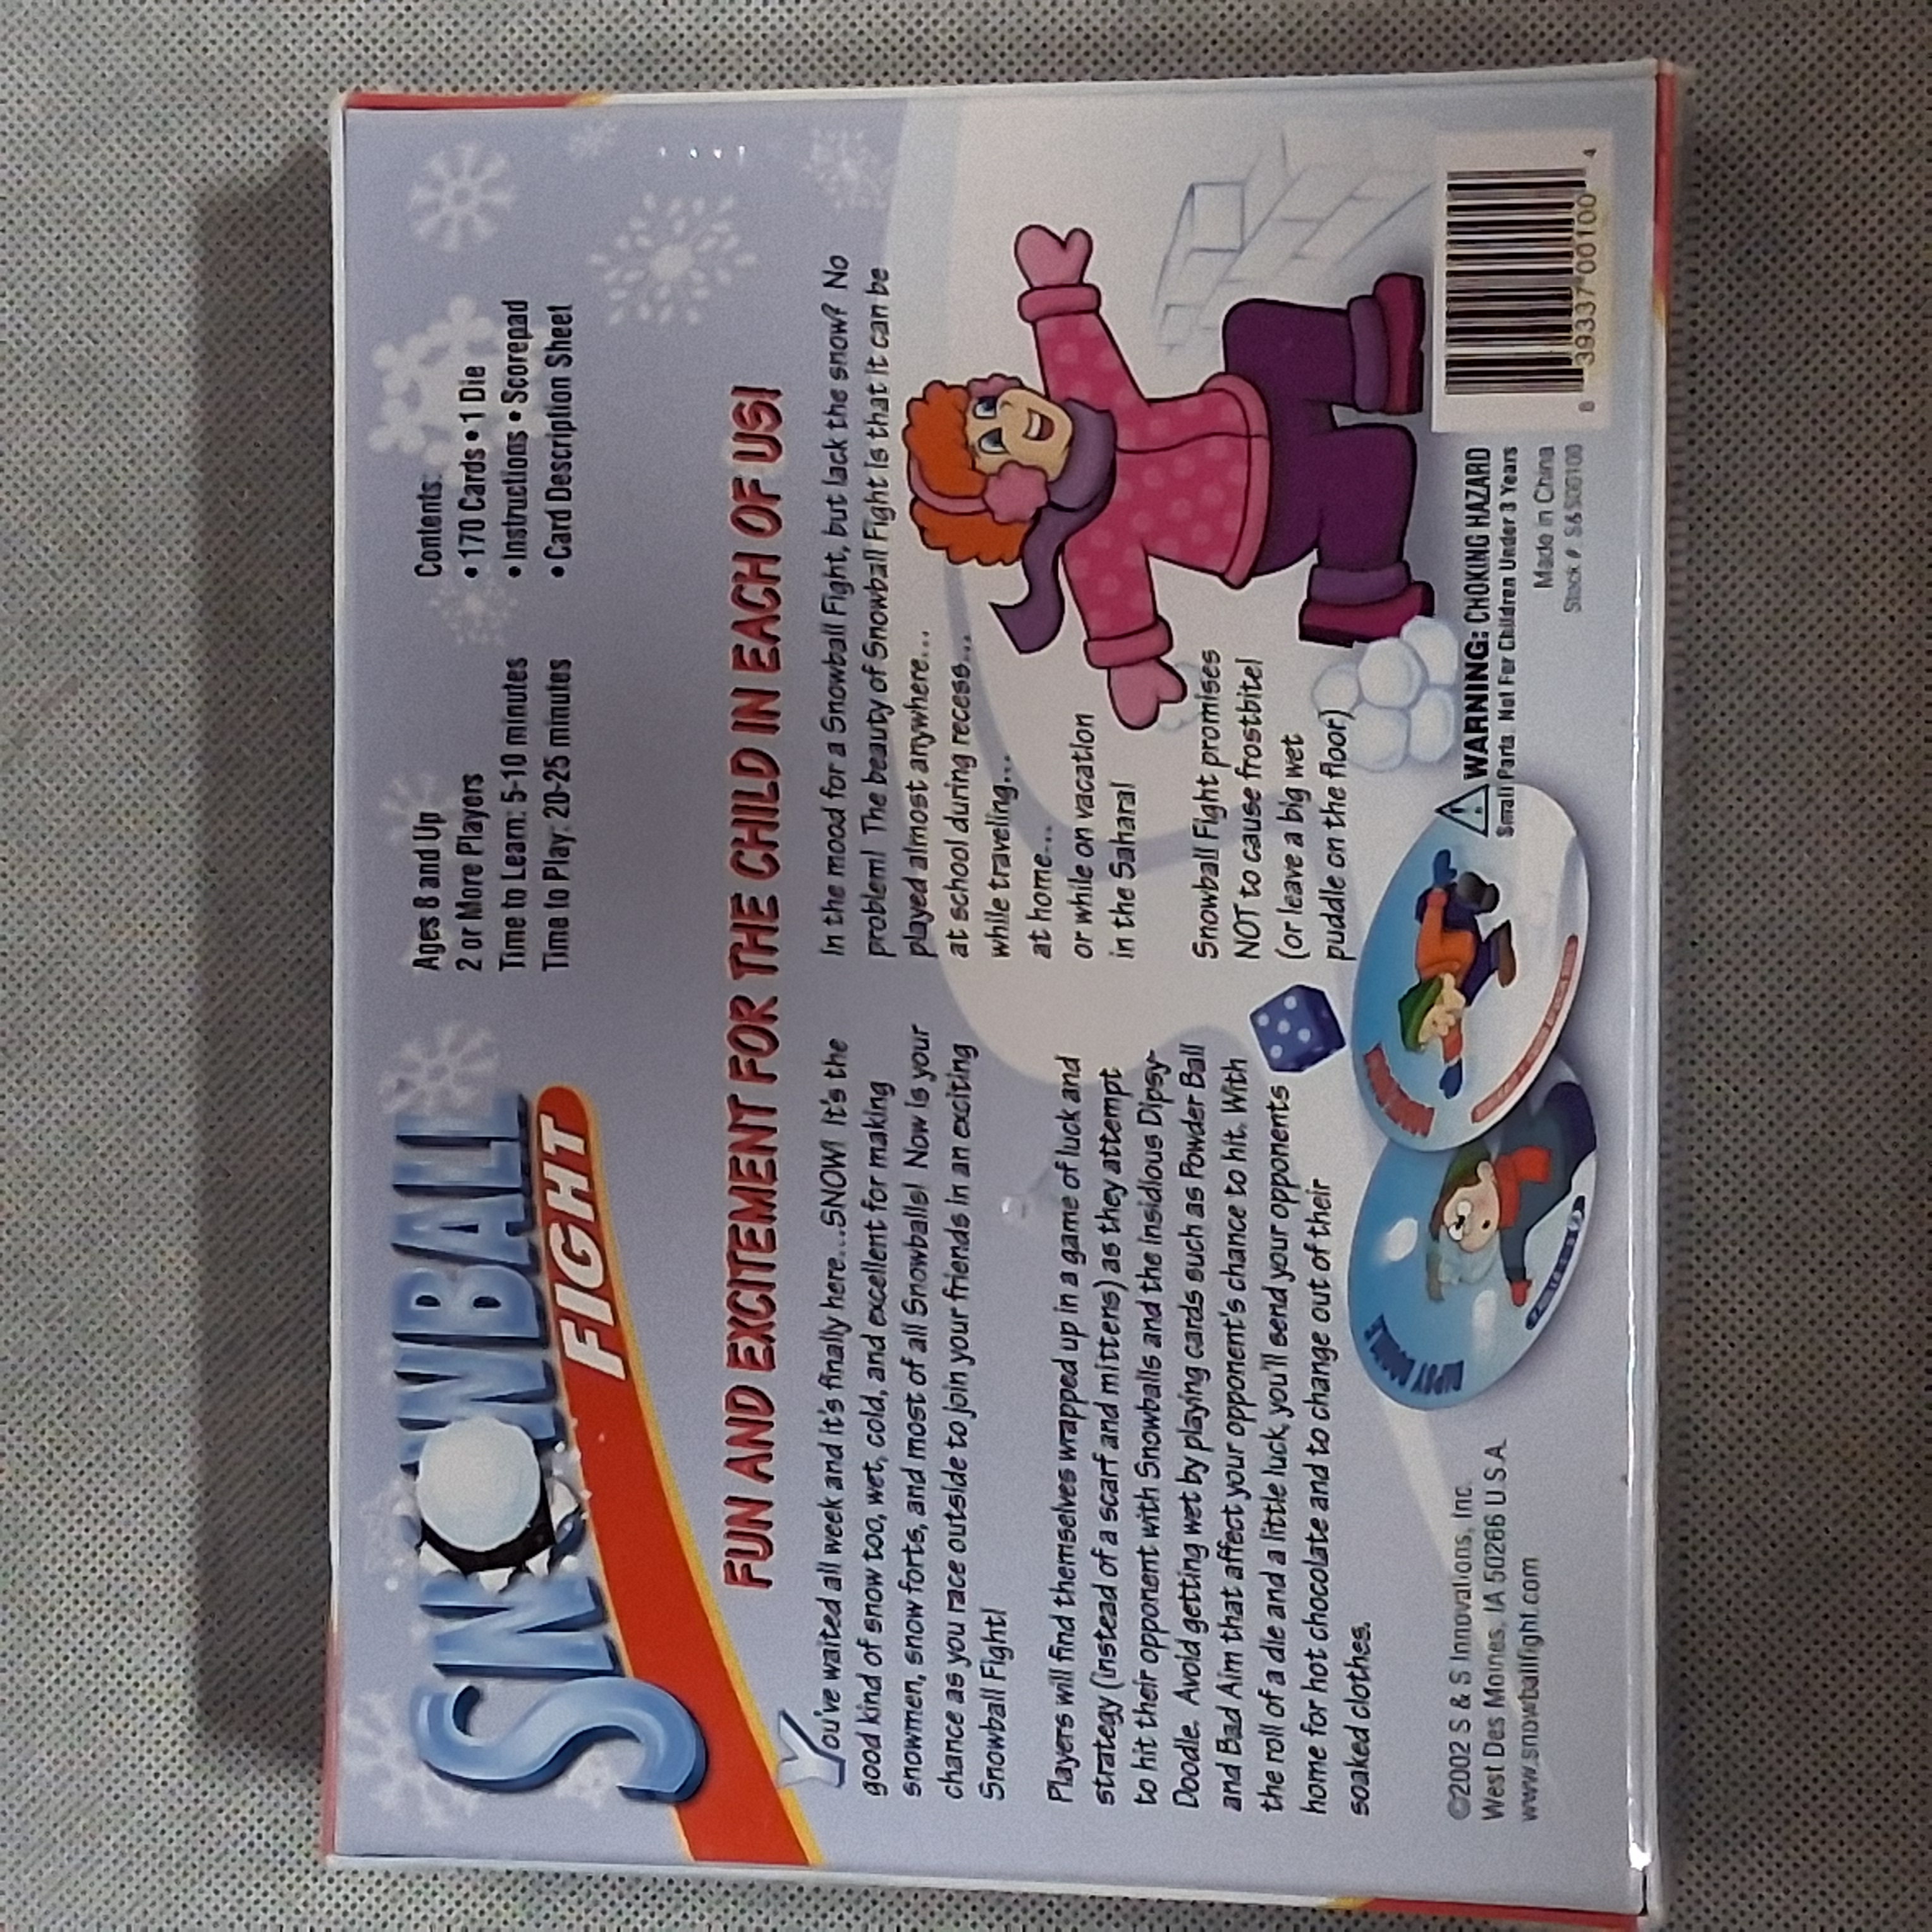 SNOWBALL
FIGHT
Ages 8 and Up
2 or More Players
Time to Learn: 5-10 minutes
Time to Play: 20-25 minutes
Contents:
• 170 Cards • 1 Die
• Instructions • Scorepad
• Card Description Sheet
FUN AND EXCITEMENT FOR THE CHILD IN EACH OF US!
You've waited all week and it's finally here...SNOW! It's the
good kind of snow too, wet, cold, and excellent for making
snowmen, snow forts, and most of all Snowballs! Now is your
chance as you race outside to join your friends in an exciting
Snowball Fight!
Players will find themselves wrapped up in a game of luck and
strategy (instead of a scarf and mittens) as they attempt
to hit their opponent with Snowballs and the insidious Dipsy-
Doodle. Avoid getting wet by playing cards such as Powder Ball
and Bad Aim that affect your opponent's chance to hit. With
the roll of a die and a little luck, you'll send your opponents
home for hot chocolate and to change out of their
soaked clothes.
In the mood for a Snowball Fight, but lack the snow? No
problem! The beauty of Snowball Fight is that it can be
played almost anywhere...
at school during recess...
while traveling...
at home...
or while on vacation
in the Sahara!
Snowball Fight promises
NOT to cause frostbite!
(or leave a big wet
puddle on the floor)
©2002 S & S Innovations, Inc.
West Des Moines, IA 50266 U.S.A.
www.snowballfight.com
WARNING: CHOKING HAZARD
Small Parts. Not For Children Under 3 Years
Made in China
Stock #
8 39337 00100 4